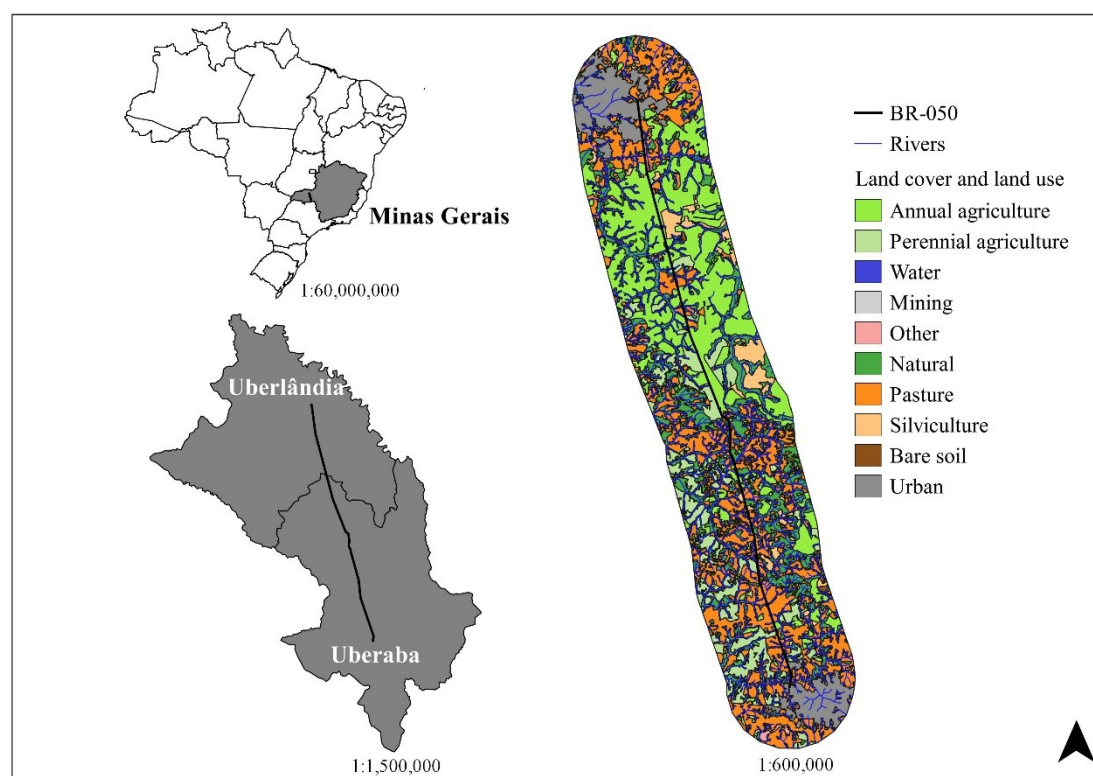 Minas Gerais
1:60,000,000
Uberlândia
Uberaba
1:1,500,000
1:600,000
BR-050
Rivers
Land cover and land use
Annual agriculture
Perennial agriculture
Water
Mining
Other
Natural
Pasture
Silviculture
Bare soil
Urban